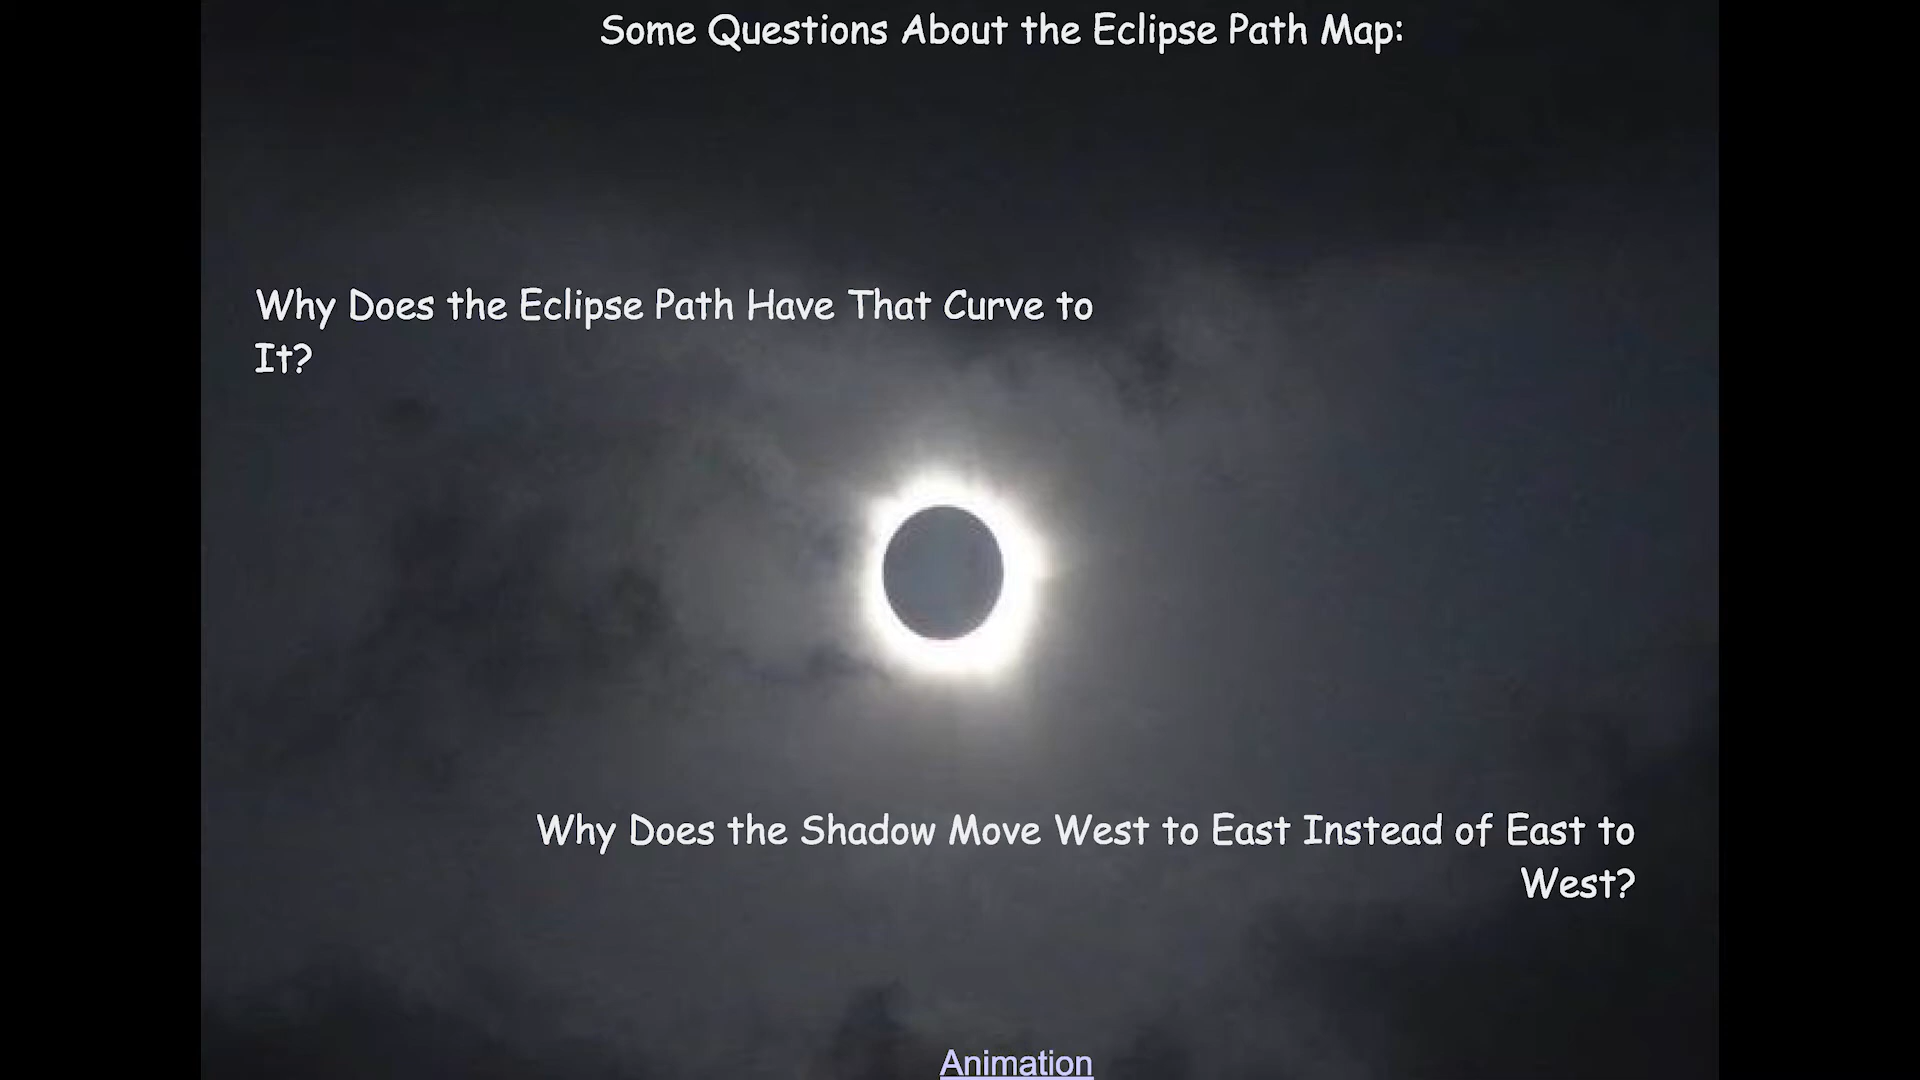 Some Questions About the Eclipse Path Map:
Why Does the Eclipse Path Have That Curve to
It?
Why Does the Shadow Move West to East Instead of East to
West?
Animation